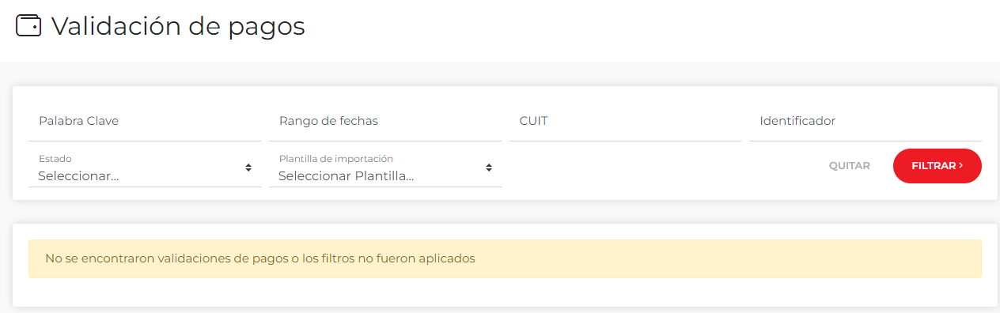 Validación de pagos
Palabra Clave
Rango de fechas
CUIT
Identificador
Estado
Seleccionar...
Plantilla de importación
Seleccionar Plantilla...
QUITAR
FILTRAR
No se encontraron validaciones de pagos o los filtros no fueron aplicados